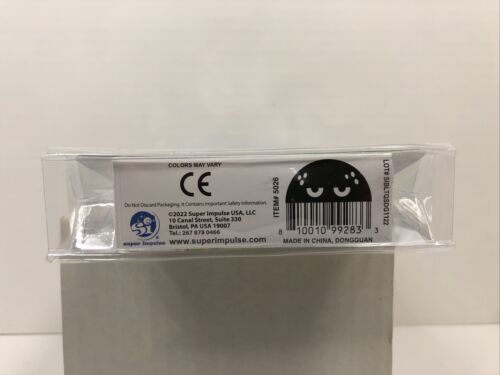 COLORS MAY VARY
CE
Do Not Discard Packaging. It Contains Important Safety Information.
©2022 Super Impulse USA, LLC
10 Canal Street, Suite 330
Bristol, PA USA 19007
Tel.: 267 878 0466
www.superimpulse.com
Si
super impulse
ITEM# 5026
8 10010 99283 3
MADE IN CHINA, DONGGUAN
LOT# SIBLTQSDG1122